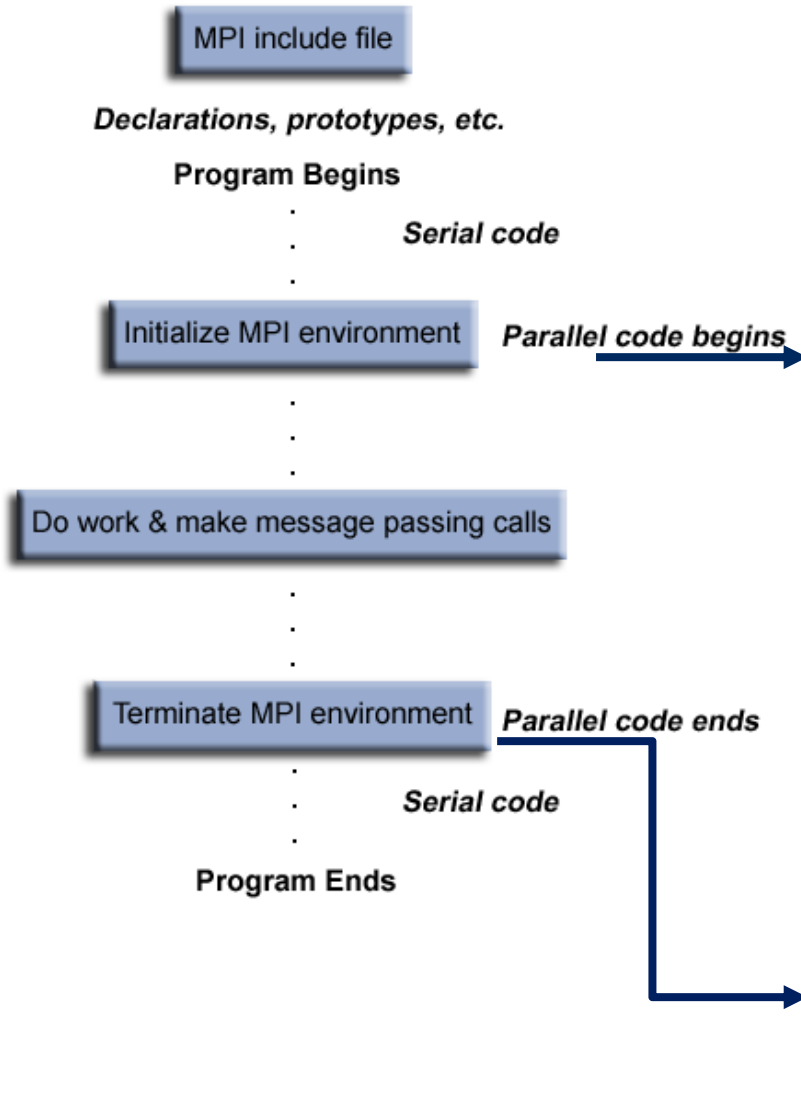 MPI include file
Declarations, prototypes, etc.
Program Begins
.
.
.
Serial code
Initialize MPI environment
Parallel code begins
.
.
.
Do work & make message passing calls
.
.
.
Terminate MPI environment
Parallel code ends
.
.
.
Serial code
Program Ends